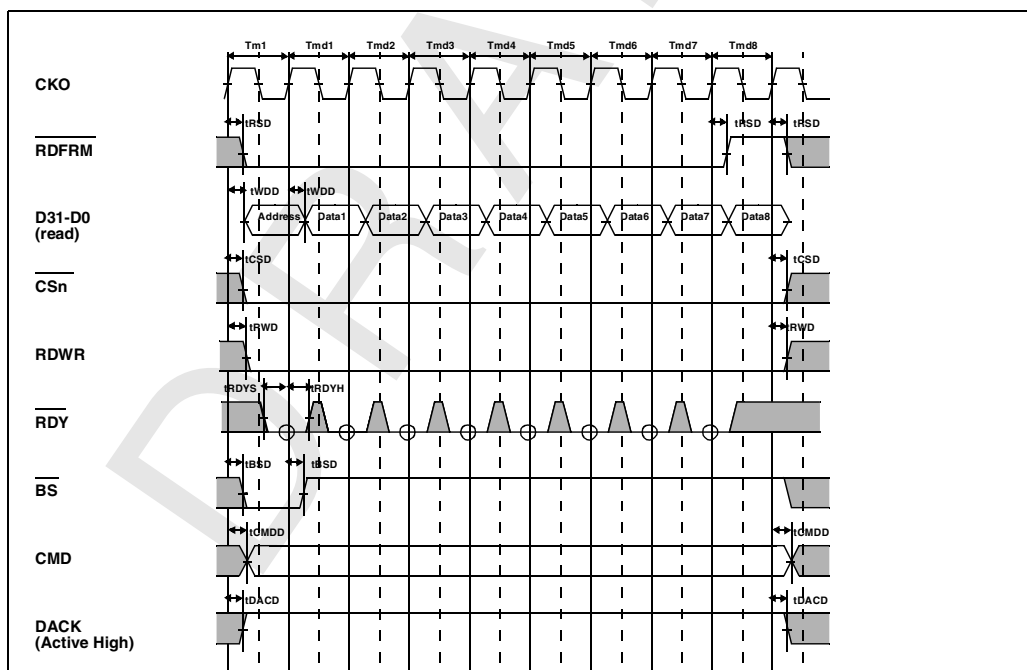 Tm1 Tmd1 Tmd2 Tmd3 Tmd4 Tmd5 Tmd6 Tmd7 Tmd8
CKO
tRSD tRSD tRSD
RDFRM
tWDD tWDD
D31-D0
(read)
Address Data1 Data2 Data3 Data4 Data5 Data6 Data7 Data8
tCSD tCSD
CSn
tRWD tRWD
RDWR
tRDYS tRDYH
RDY
tBSD tBSD
BS
tCMDD tCMDD
CMD
tDACD tDACD
DACK
(Active High)
DRA